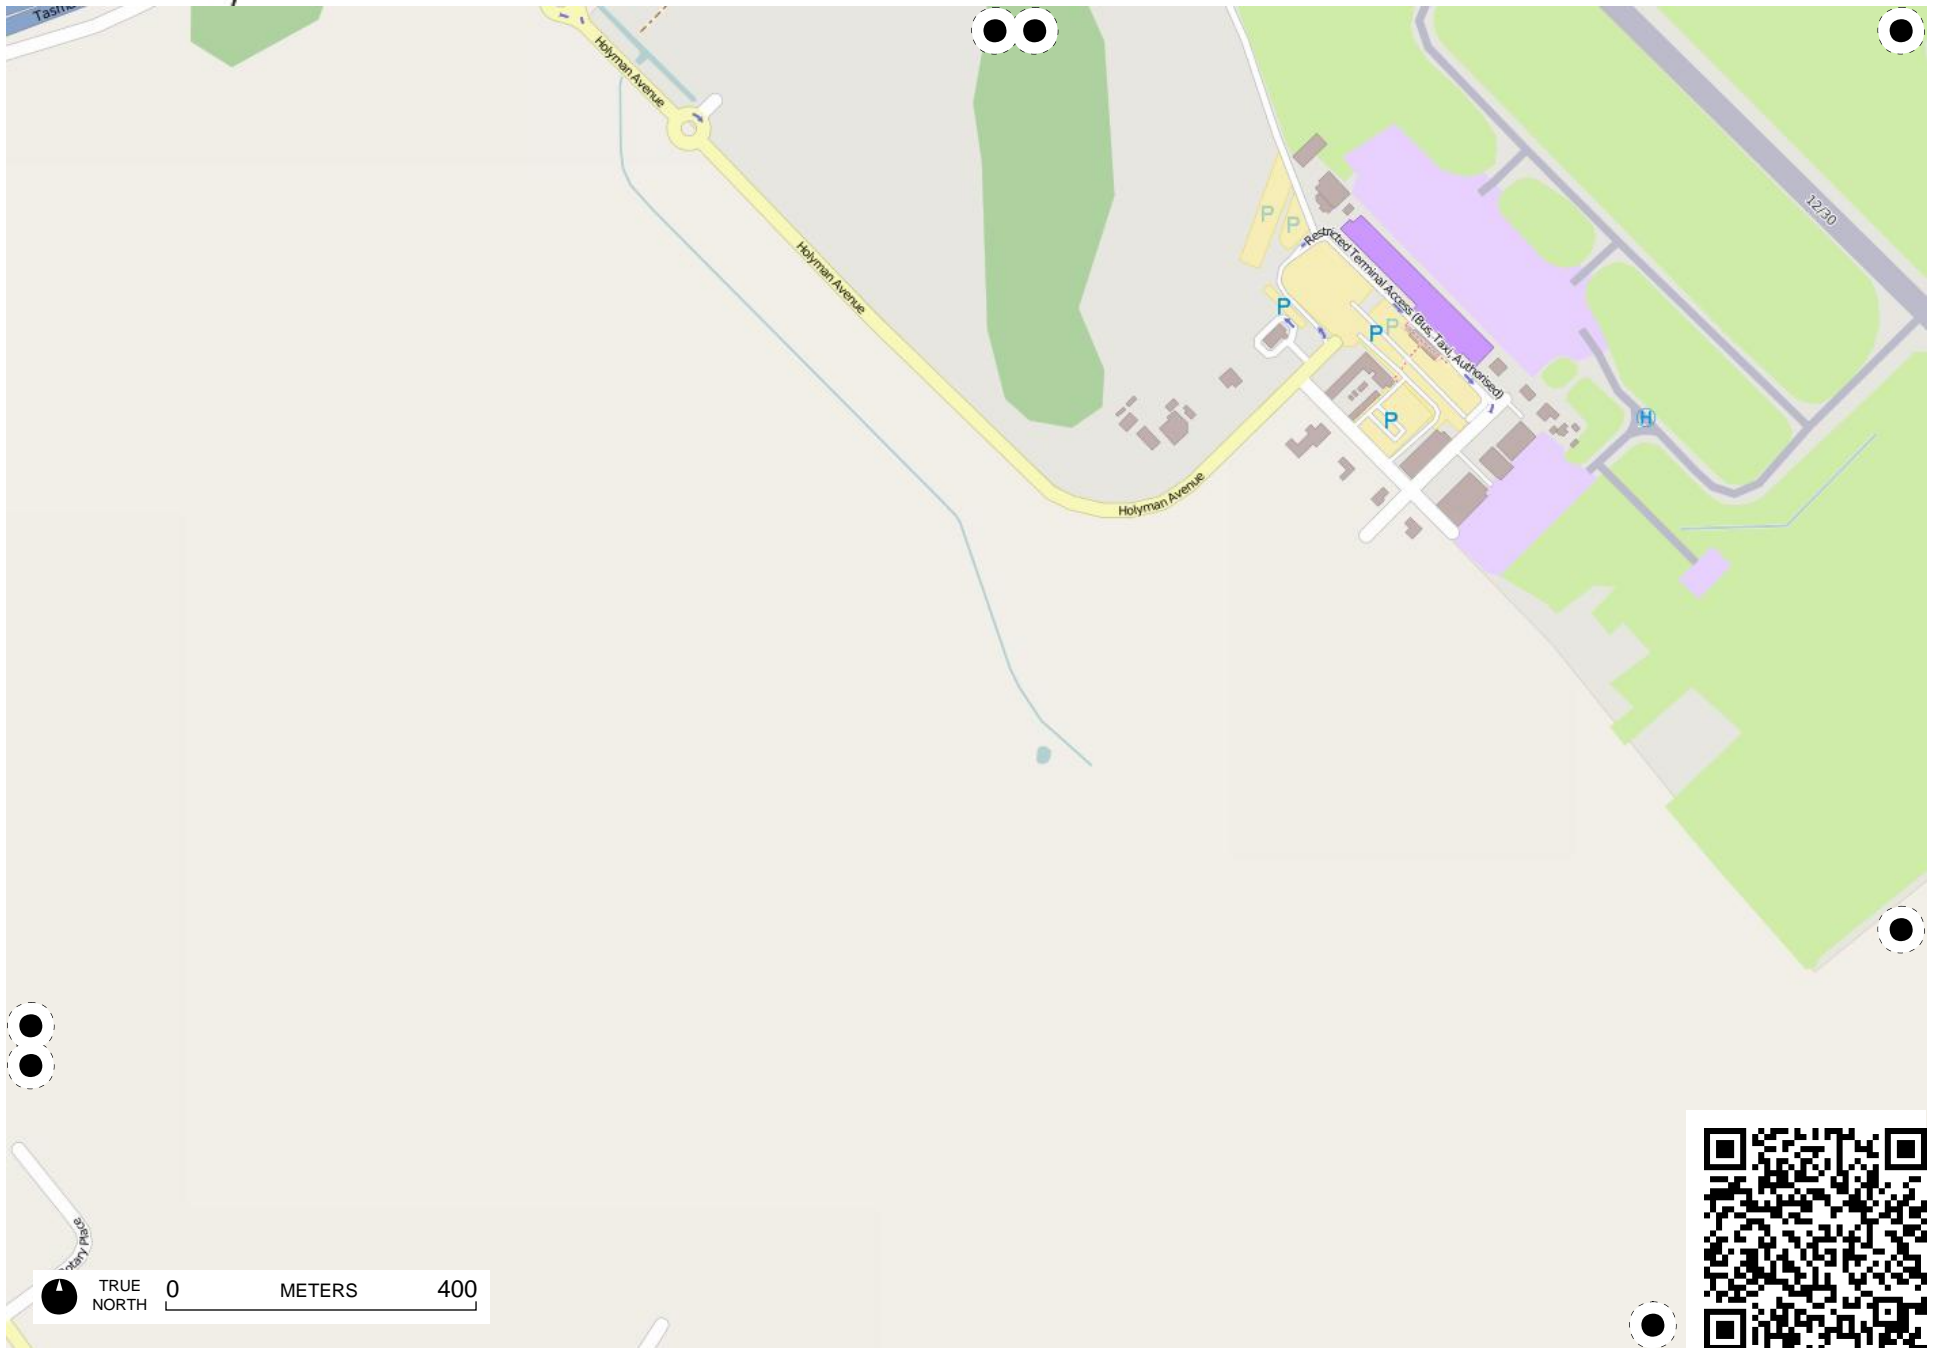 Holyman Avenue
12/30
P
P
Restricted Terminal Access (Bus, Taxi, Authorised)
Holyman Avenue
P
P
P
P
H
Holyman Avenue
TRUE
NORTH
0
METERS
400